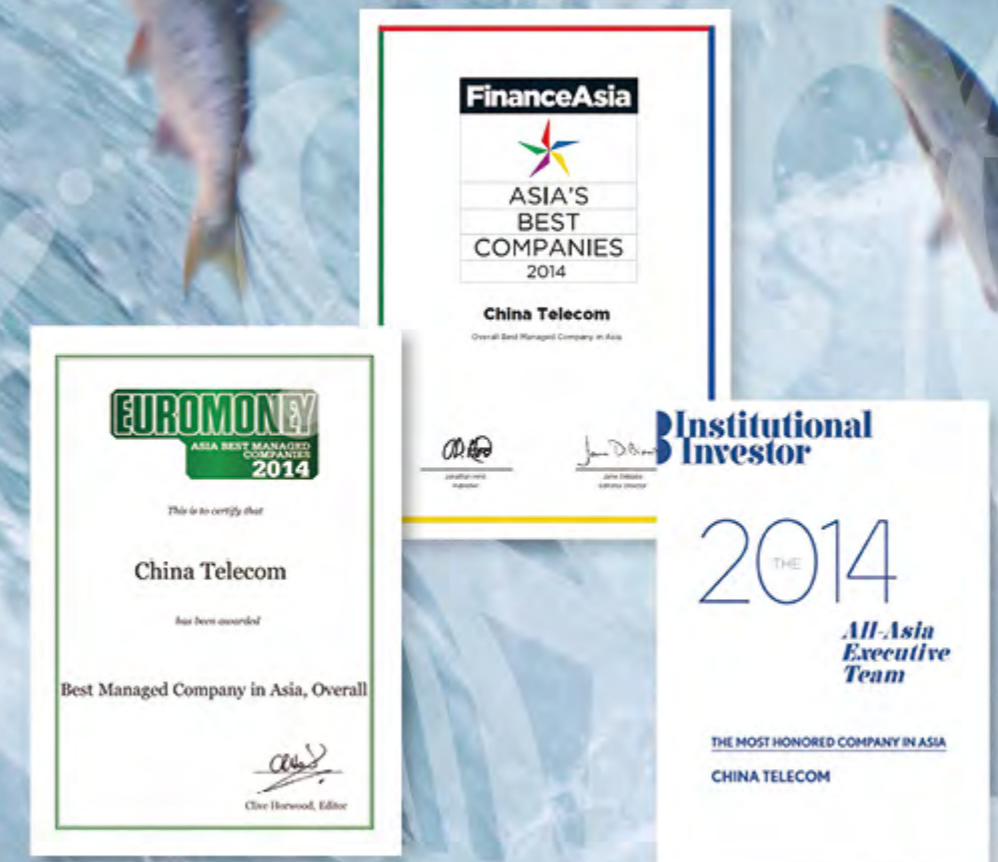 FinanceAsia
ASIA'S
BEST
COMPANIES
2014
China Telecom
Overall Best Managed Company in Asia
EUROMONEY
ASIA BEST MANAGED
COMPANIES
2014
This is to certify that
China Telecom
has been awarded
Best Managed Company in Asia, Overall
Clive Horwood, Editor
Institutional
Investor
THE
2014
All-Asia
Executive
Team
THE MOST HONORED COMPANY IN ASIA
CHINA TELECOM